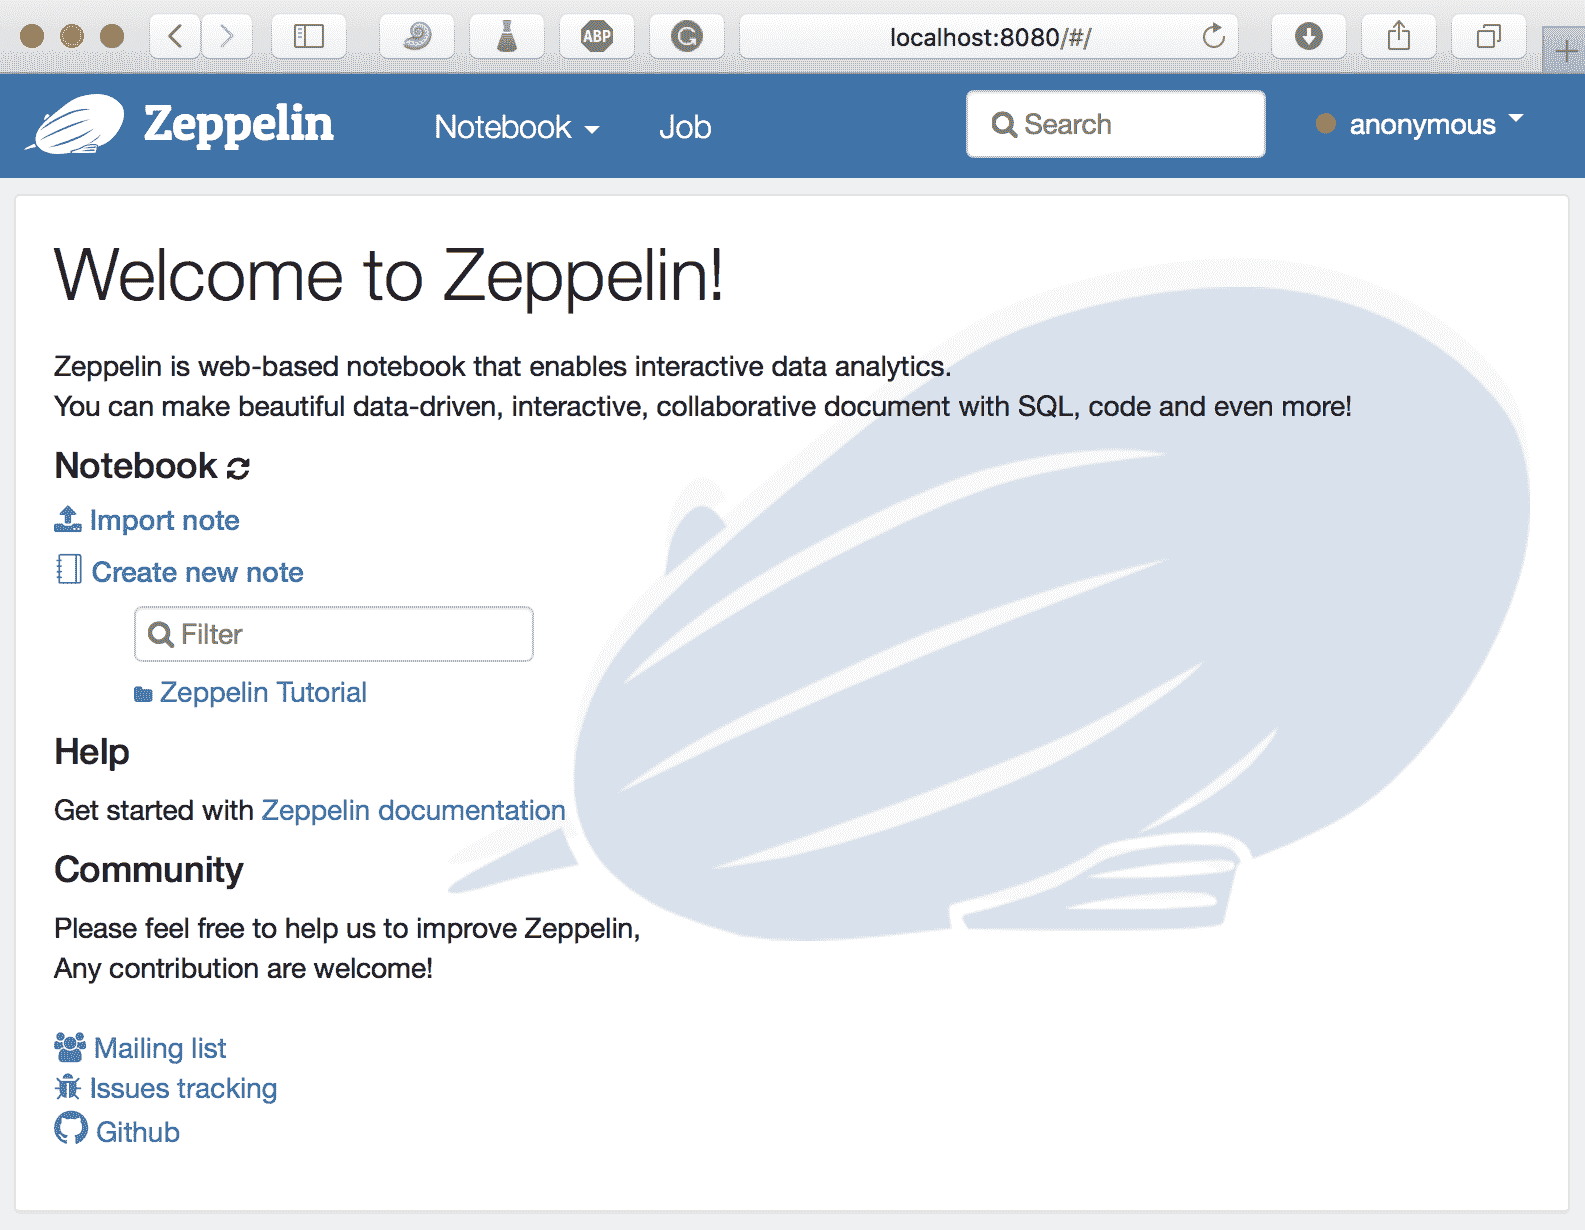 ABP
G
localhost:8080/#/
Zeppelin
Notebook
Job
Search
anonymous
Welcome to Zeppelin!
Zeppelin is web-based notebook that enables interactive data analytics.
You can make beautiful data-driven, interactive, collaborative document with SQL, code and even more!
Notebook
Import note
Create new note
Filter
Zeppelin Tutorial
Help
Get started with Zeppelin documentation
Community
Please feel free to help us to improve Zeppelin,
Any contribution are welcome!
Mailing list
Issues tracking
Github